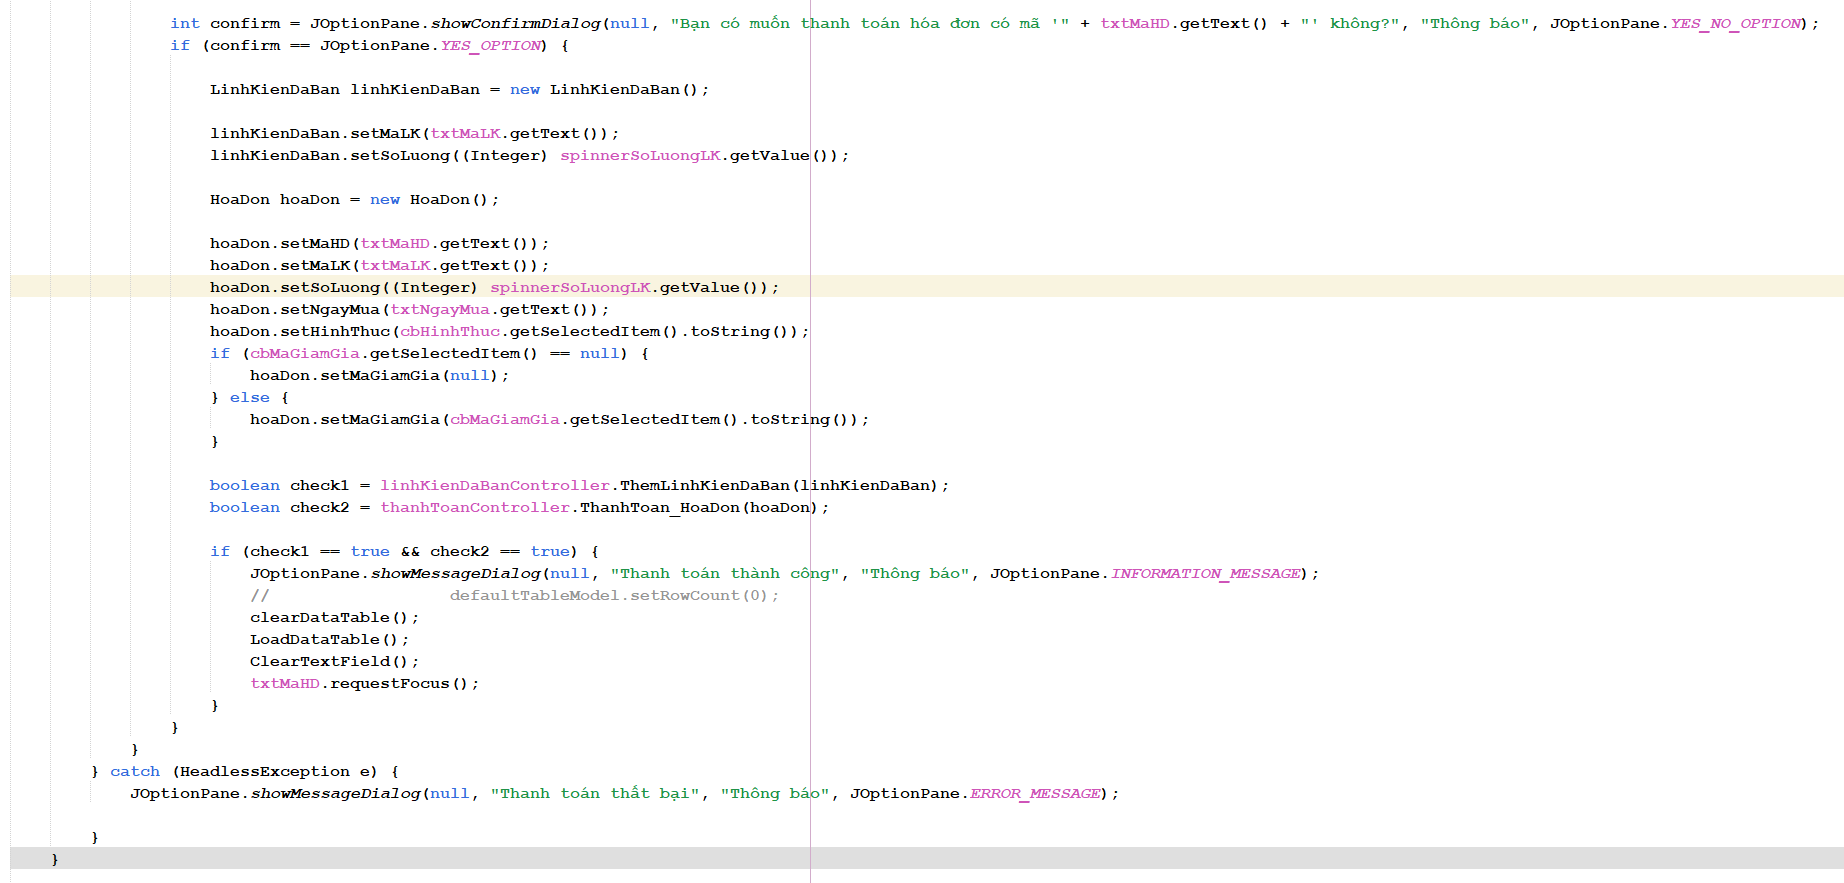 int confirm = JOptionPane.showConfirmDialog(null, "Bạn có muốn thanh toán hóa đơn có mã '" + txtMaHD.getText() + "' không?", "Thông báo", JOptionPane.YES_NO_OPTION);
if (confirm == JOptionPane.YES_OPTION) {
LinhKienDaBan linhKienDaBan = new LinhKienDaBan();
linhKienDaBan.setMaLK(txtMaLK.getText());
linhKienDaBan.setSoLuong((Integer) spinnerSoLuongLK.getValue());
HoaDon hoaDon = new HoaDon();
hoaDon.setMaHD(txtMaHD.getText());
hoaDon.setMaLK(txtMaLK.getText());
hoaDon.setSoLuong((Integer) spinnerSoLuongLK.getValue());
hoaDon.setNgayMua(txtNgayMua.getText());
hoaDon.setHinhThuc(cbHinhThuc.getSelectedItem().toString());
if (cbMaGiamGia.getSelectedItem() == null) {
hoaDon.setMaGiamGia(null);
} else {
hoaDon.setMaGiamGia(cbMaGiamGia.getSelectedItem().toString());
}
boolean check1 = linhKienDaBanController.ThemLinhKienDaBan(linhKienDaBan);
boolean check2 = thanhToanController.ThanhToan_HoaDon(hoaDon);
if (check1 == true && check2 == true) {
JOptionPane.showMessageDialog(null, "Thanh toán thành công", "Thông báo", JOptionPane.INFORMATION_MESSAGE);
// defaultTableModel.setRowCount(0);
clearDataTable();
LoadDataTable();
ClearTextField();
txtMaHD.requestFocus();
}
}
}
} catch (HeadlessException e) {
JOptionPane.showMessageDialog(null, "Thanh toán thất bại", "Thông báo", JOptionPane.ERROR_MESSAGE);
}
}